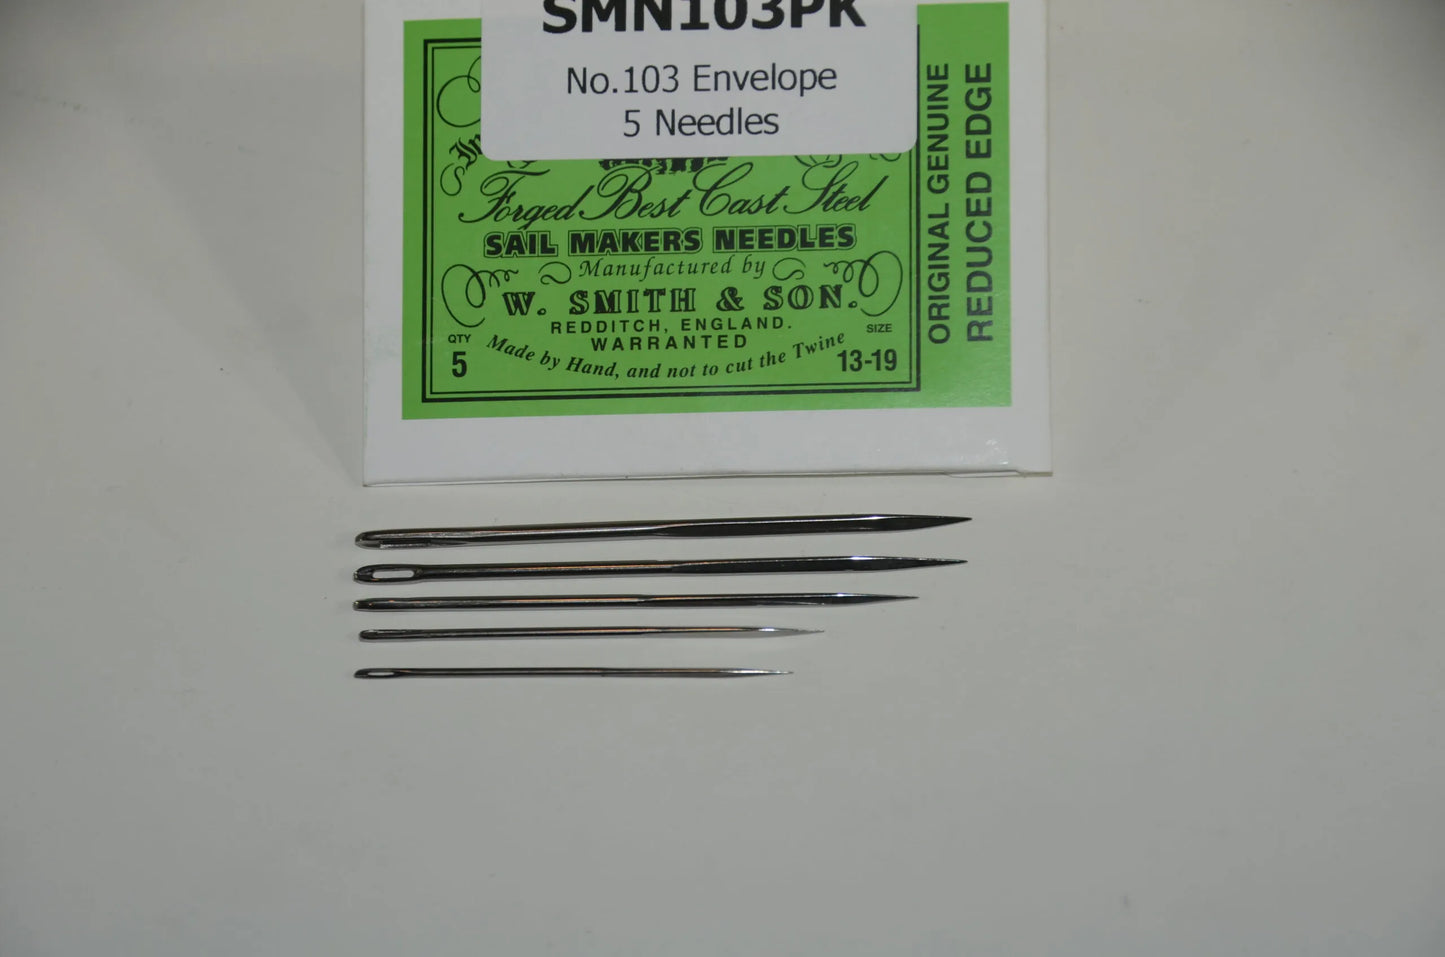 SMN103PK
No.103 Envelope
5 Needles
Forged Best Cast Steel
SAIL MAKERS NEEDLES
Manufactured by
W. SMITH & SON.
REDDITCH, ENGLAND.
WARRANTED
Made by Hand, and not to cut the Twine
QTY
5
SIZE
13-19
ORIGINAL GENUINE
REDUCED EDGE